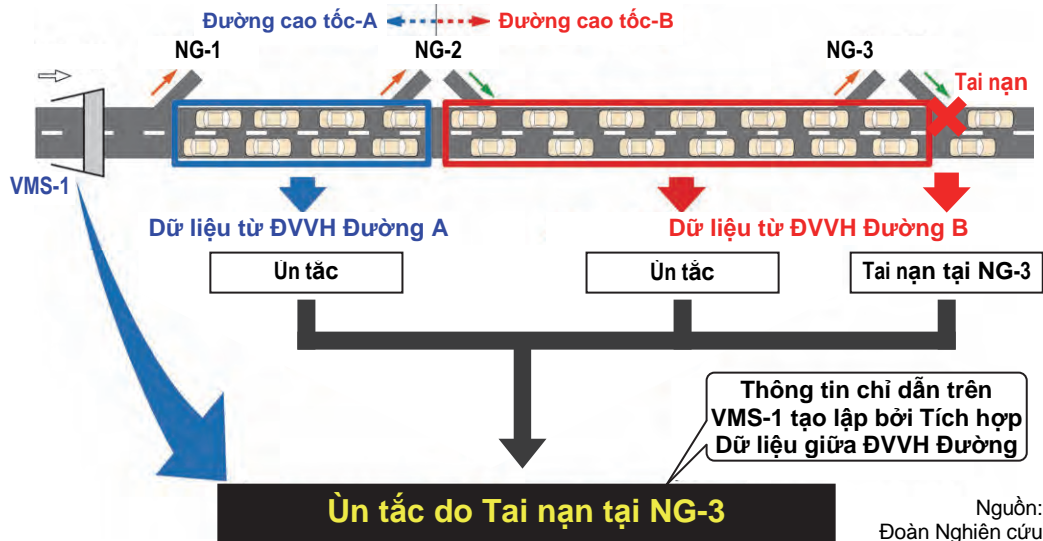 Đường cao tốc-A
Đường cao tốc-B
NG-1
NG-2
NG-3
Tai nạn
VMS-1
Dữ liệu từ ĐVVH Đường A
Dữ liệu từ ĐVVH Đường B
Ùn tắc
Ùn tắc
Tai nạn tại NG-3
Thông tin chỉ dẫn trên
VMS-1 tạo lập bởi Tích hợp
Dữ liệu giữa ĐVVH Đường
Ùn tắc do Tai nạn tại NG-3
Nguồn:
Đoàn Nghiên cứu